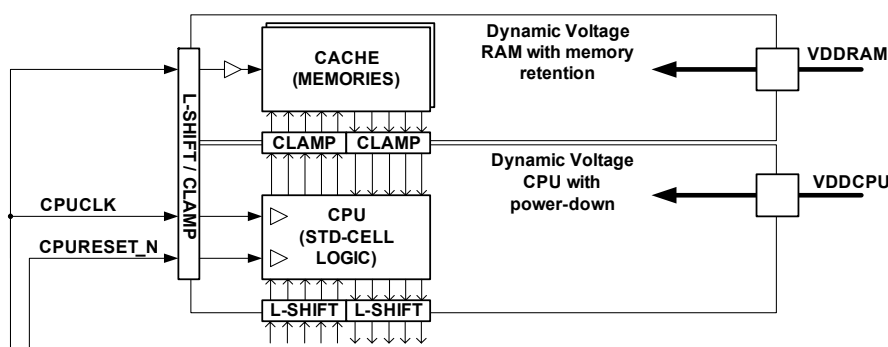 Dynamic Voltage
RAM with memory
retention
VDDRAM
CACHE
(MEMORIES)
L-SHIFT / CLAMP
CLAMP CLAMP
Dynamic Voltage
CPU with
power-down
VDDCPU
CPUCLK
CPU
(STD-CELL
LOGIC)
CPURESET_N
L-SHIFT L-SHIFT